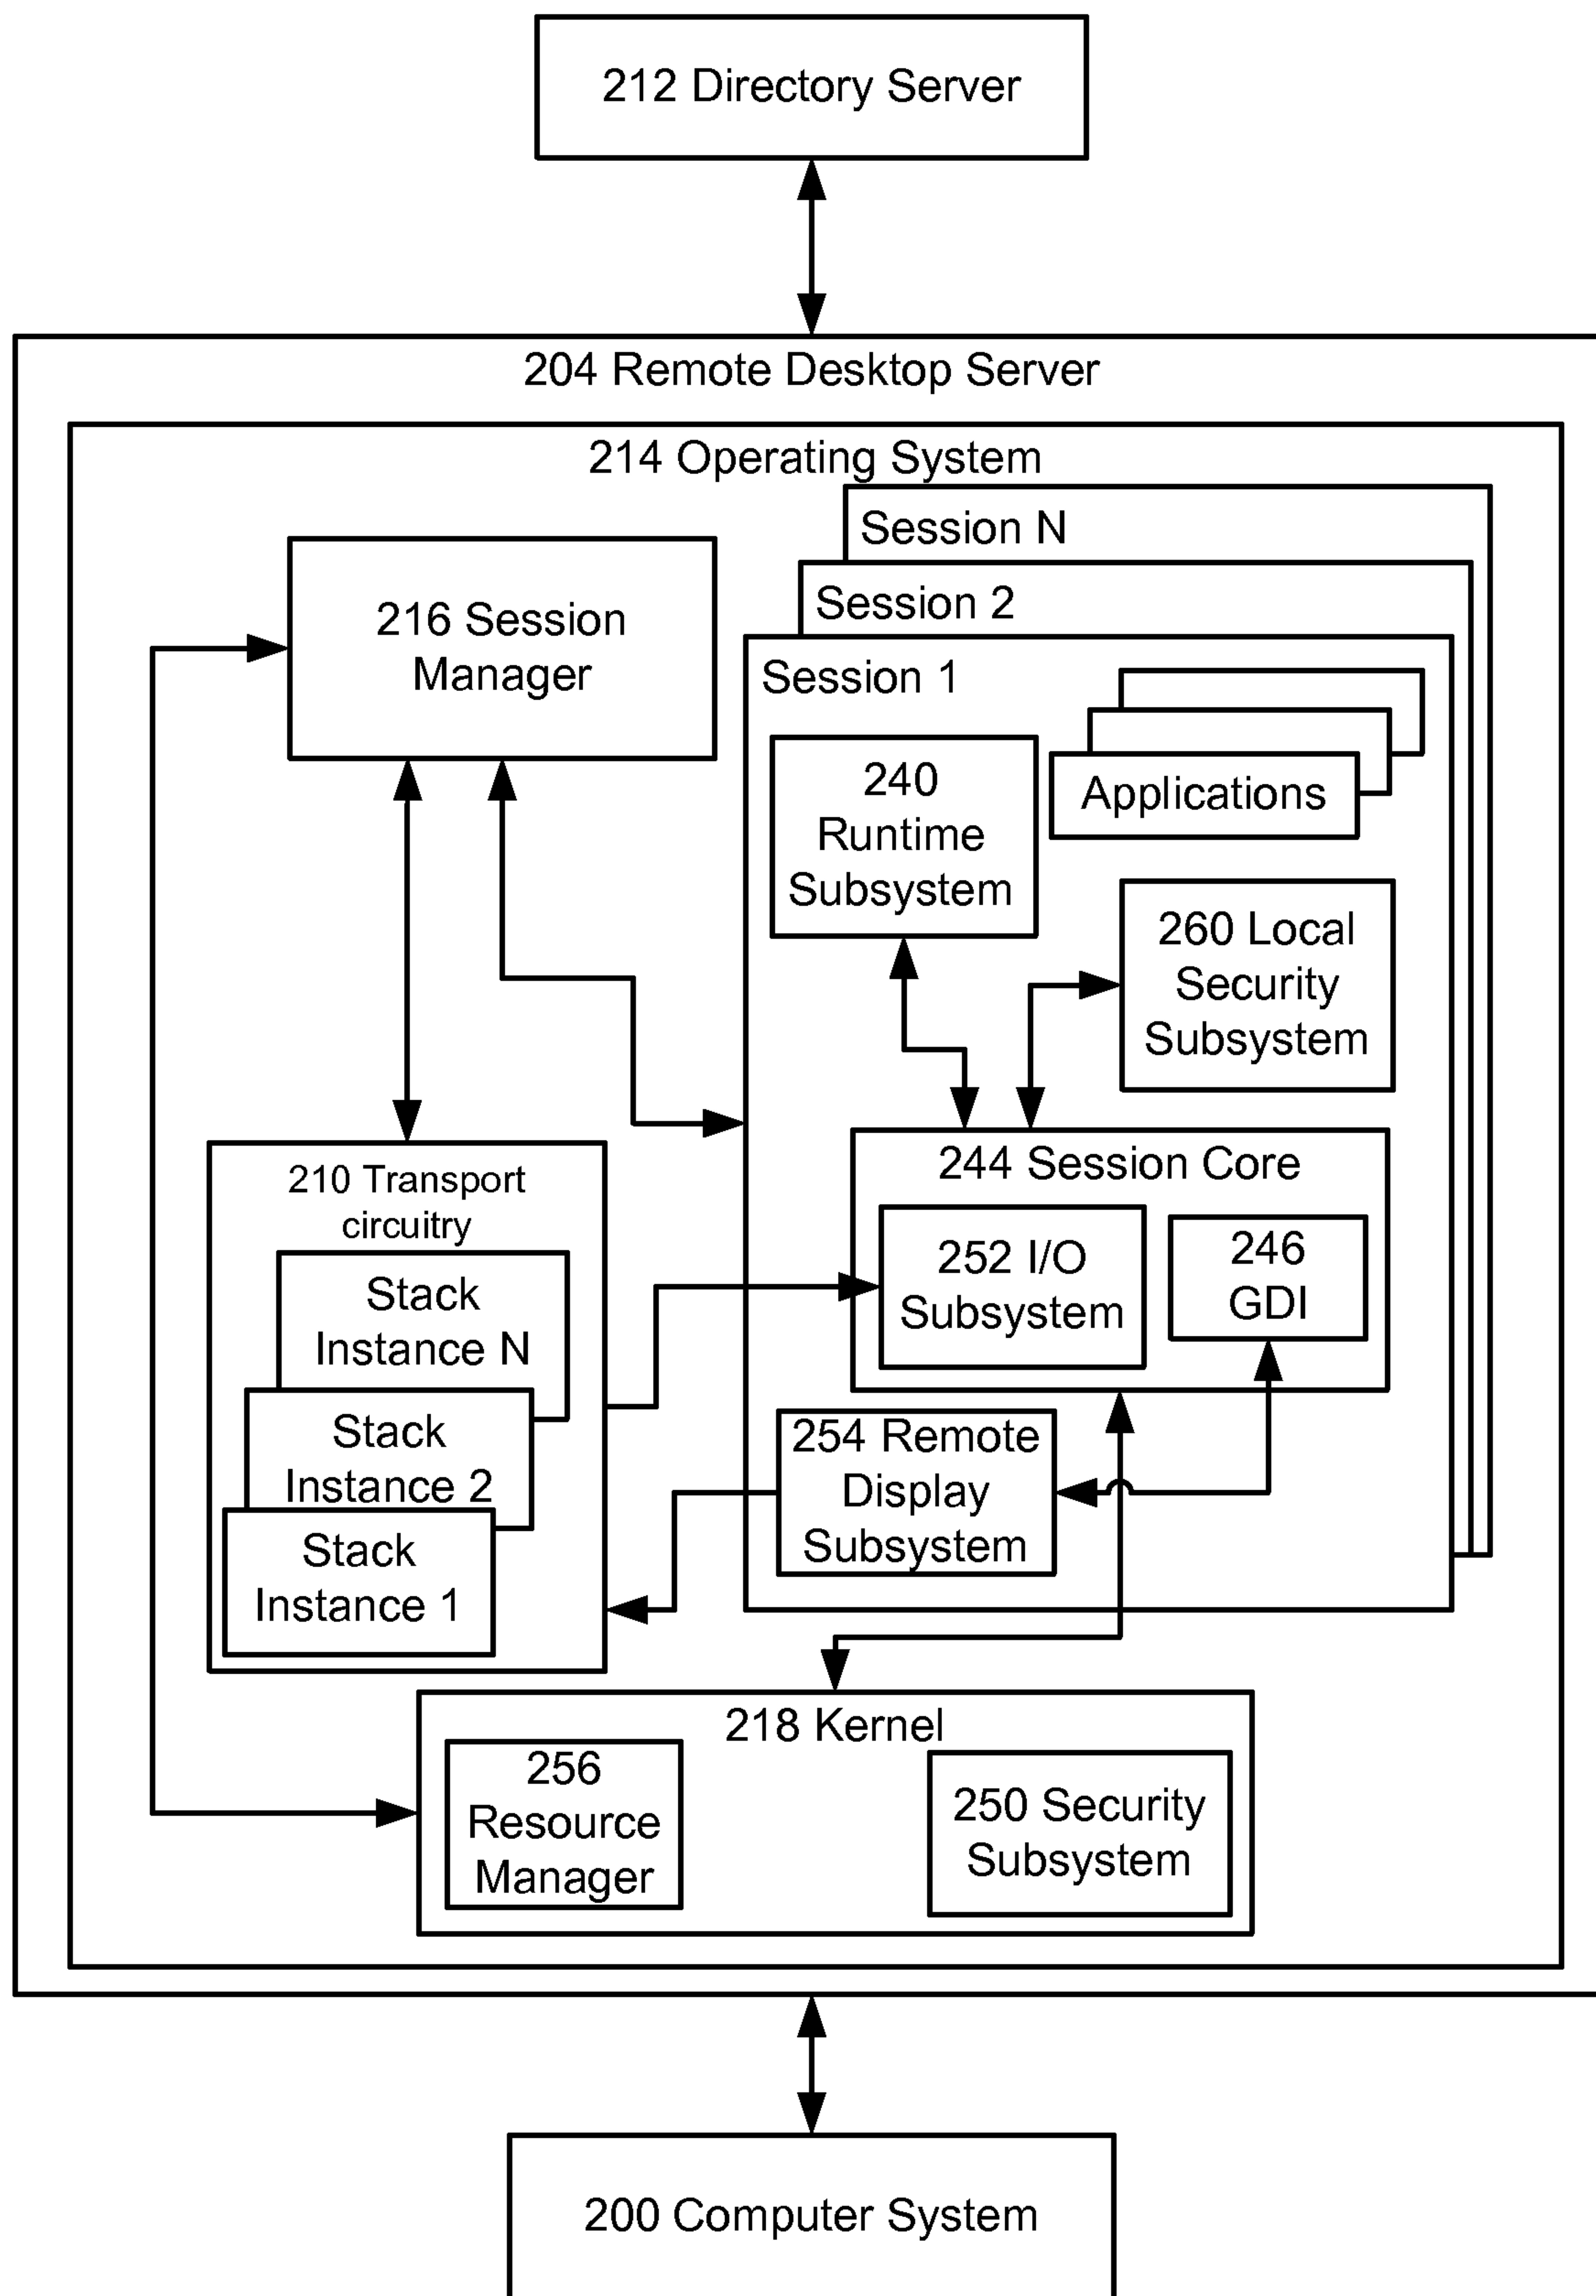 212 Directory Server
204 Remote Desktop Server
214 Operating System
Session N
Session 2
Session 1
216 Session
Manager
240
Runtime
Subsystem
Applications
260 Local
Security
Subsystem
210 Transport
circuitry
Stack
Instance N
Stack
Instance 2
Stack
Instance 1
244 Session Core
252 I/O
Subsystem
246
GDI
254 Remote
Display
Subsystem
218 Kernel
256
Resource
Manager
250 Security
Subsystem
200 Computer System